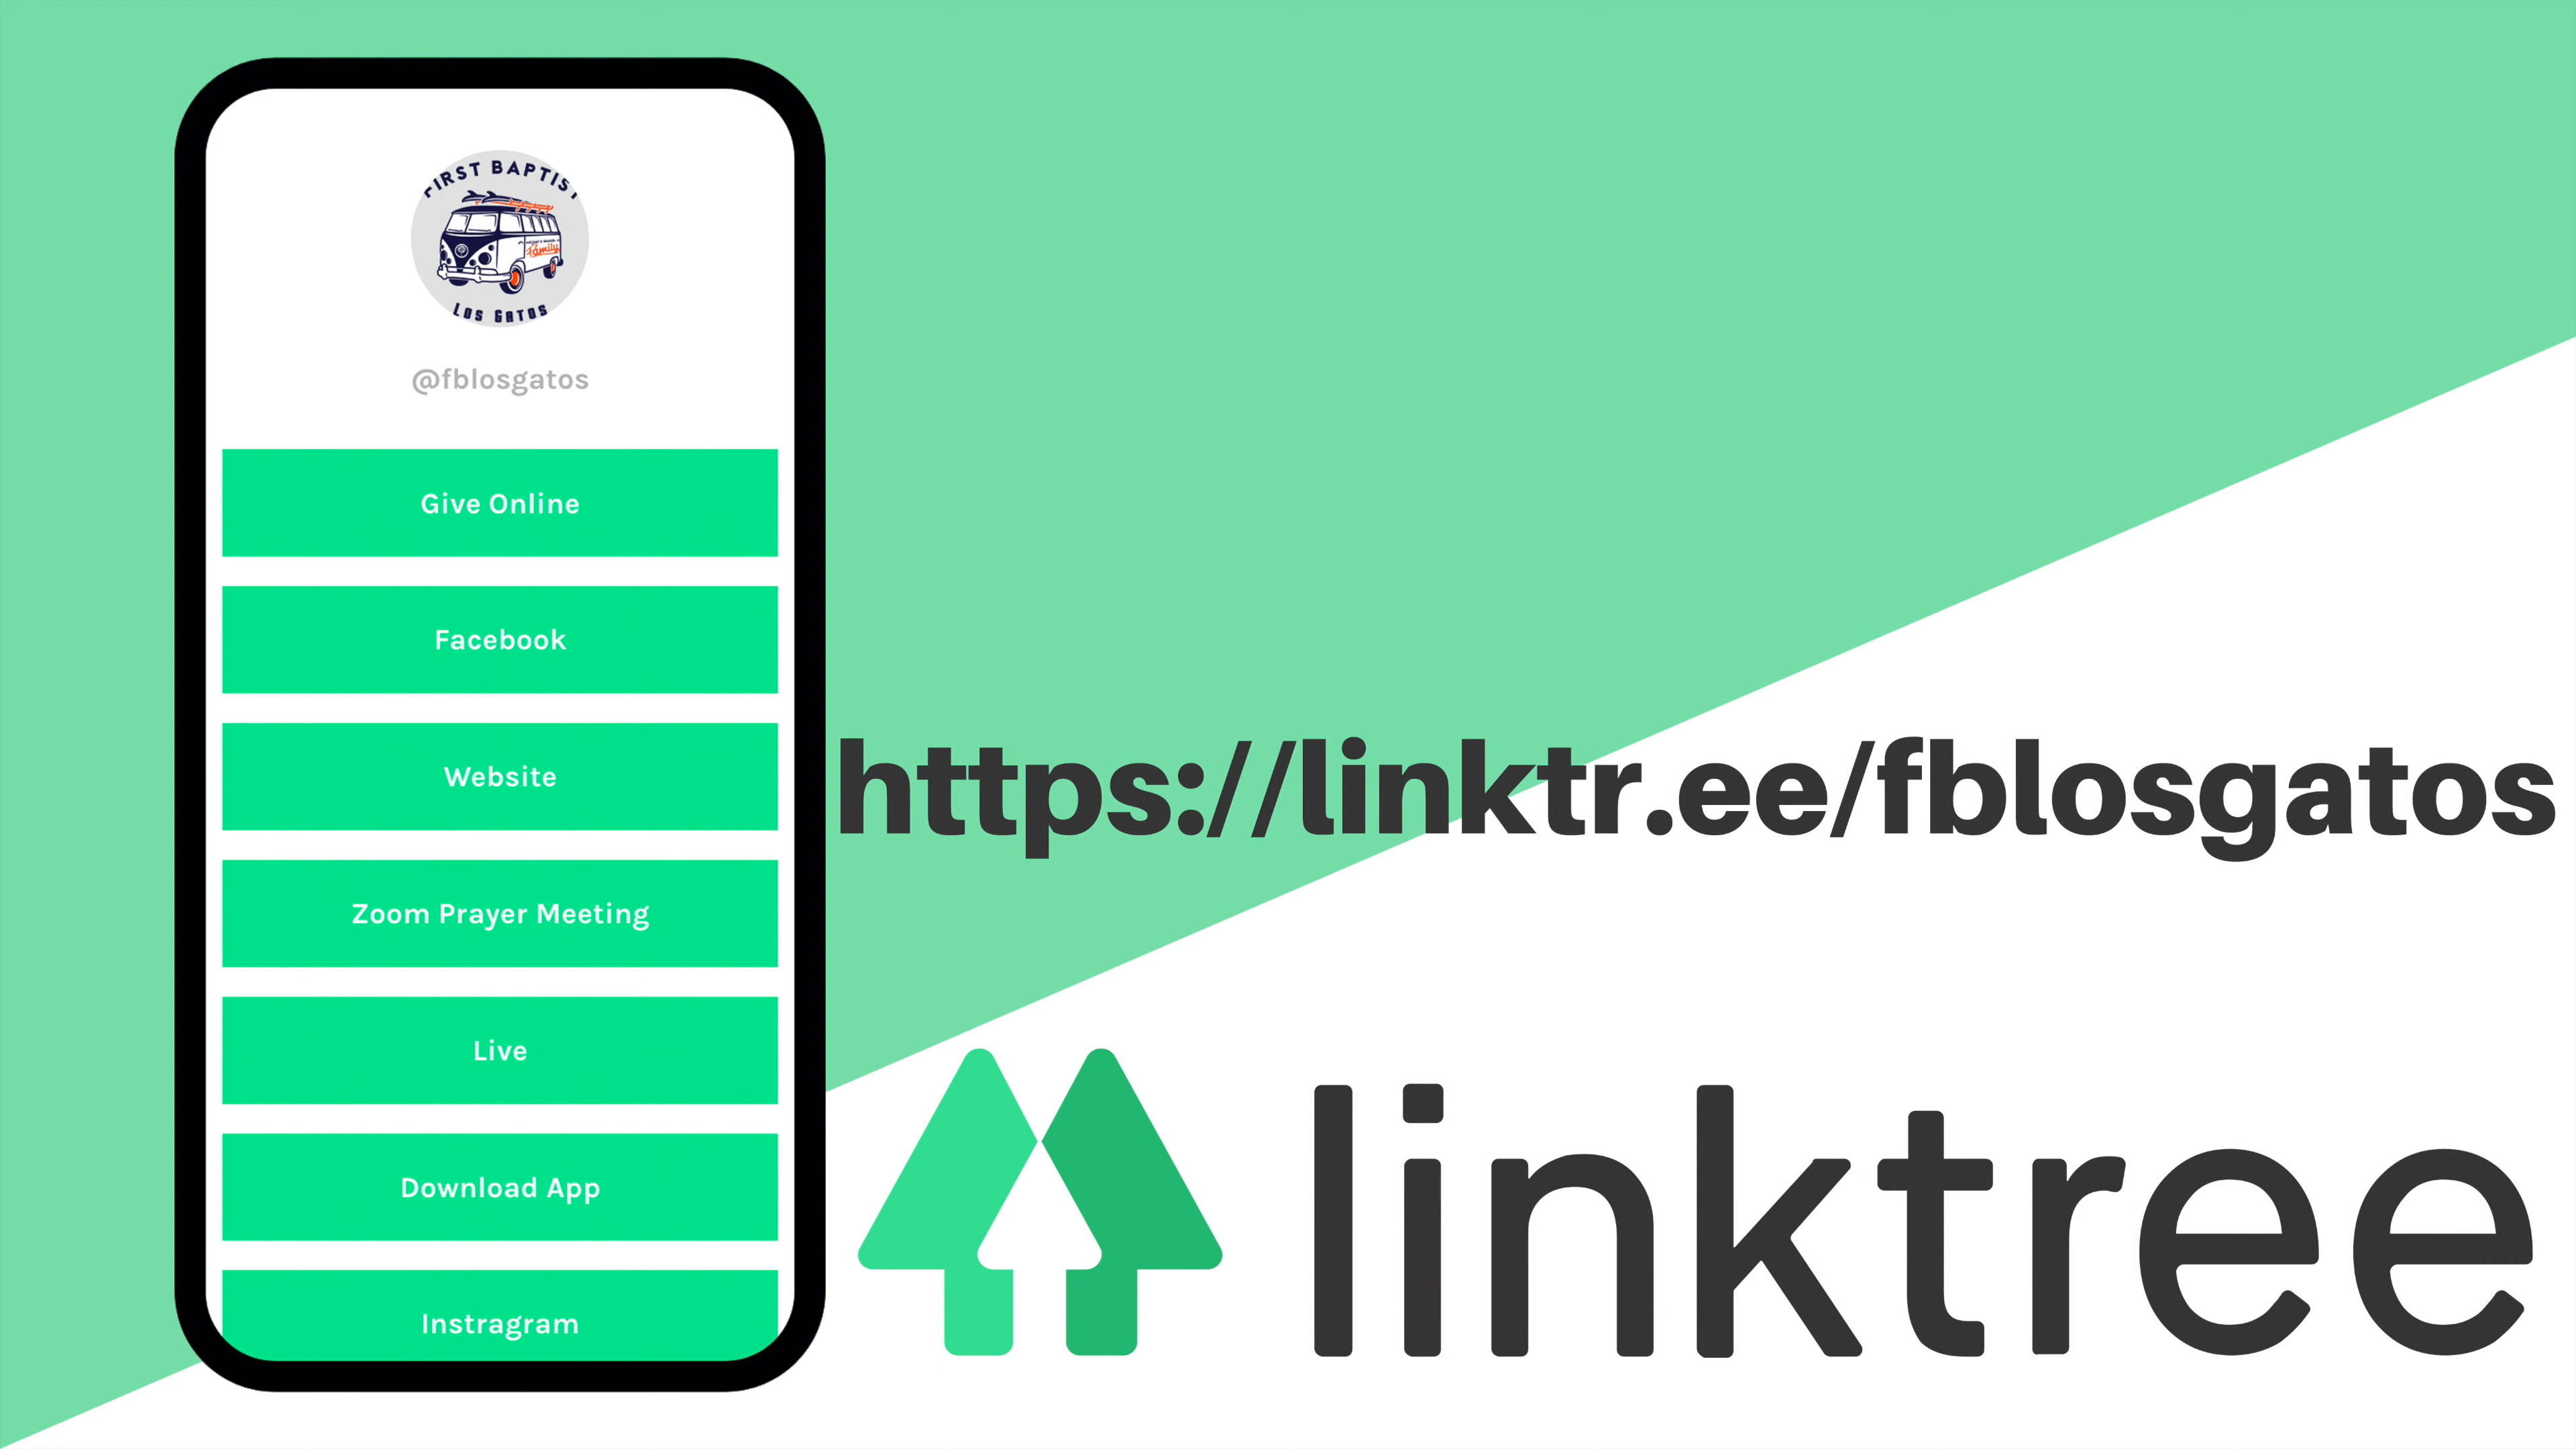 FIRST BAPTIST
Family
LOS GATOS
@fblosgatos
Give Online
Facebook
Website
Zoom Prayer Meeting
Live
Download App
Instragram
https://linktr.ee/fblosgatos
linktree